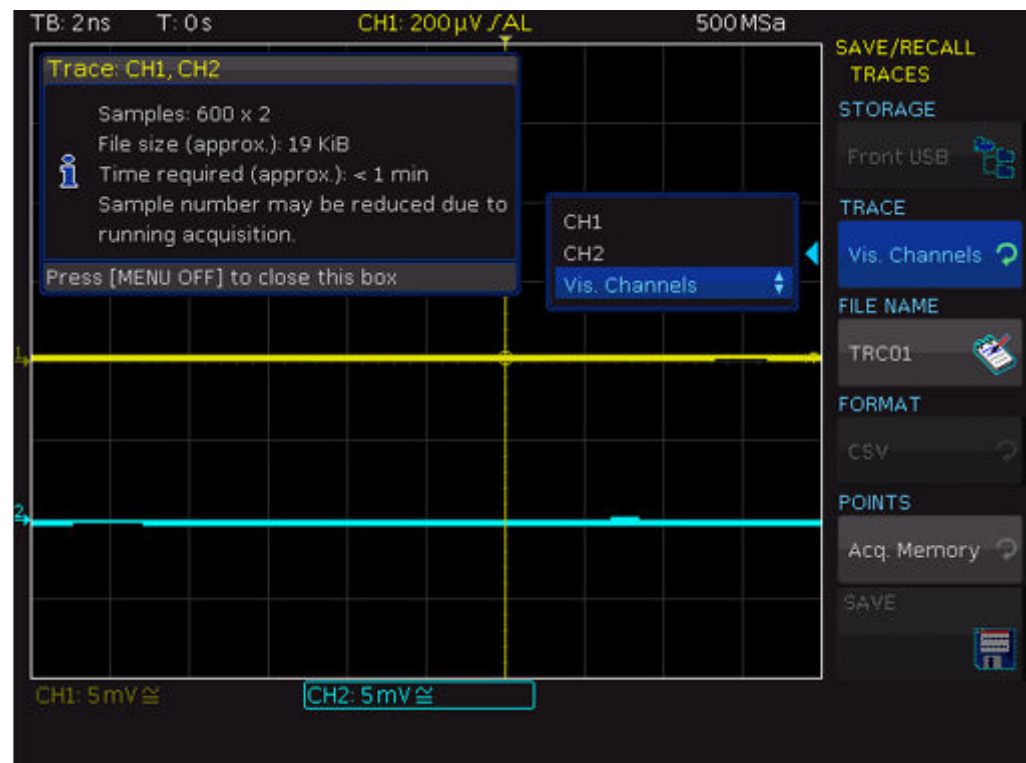 TB: 2ns T: 0s CH1: 200µV AL 500MSa
Trace: CH1, CH2
Samples: 600 x 2
File size (approx.): 19 KiB
Time required (approx.): < 1 min
Sample number may be reduced due to
running acquisition.
Press [MENU OFF] to close this box
CH1
CH2
Vis. Channels
1
2
CH1: 5mV≅
CH2: 5mV≅
SAVE/RECALL
TRACES
STORAGE
Front USB
TRACE
Vis. Channels
FILE NAME
TRC01
FORMAT
CSV
POINTS
Acq. Memory
SAVE